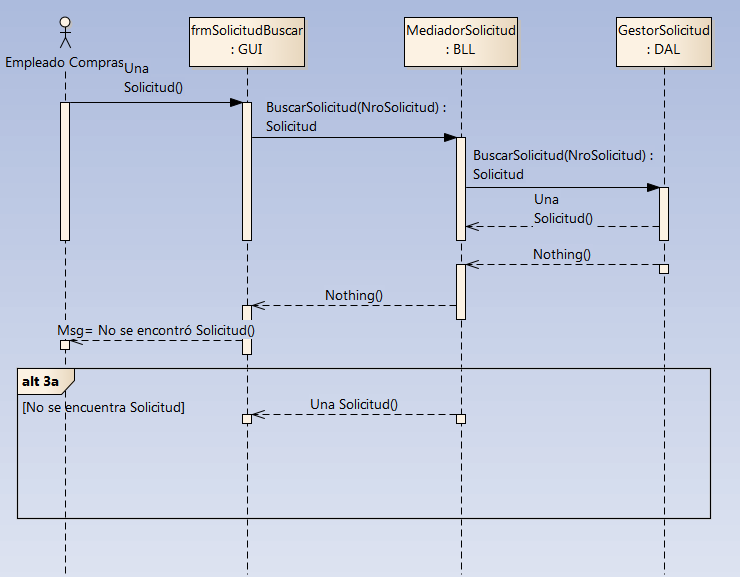 frmSolicitudBuscar
: GUI
MediadorSolicitud
: BLL
GestorSolicitud
: DAL
Empleado Compras
Una
Solicitud()
BuscarSolicitud(NroSolicitud) :
Solicitud
BuscarSolicitud(NroSolicitud) :
Solicitud
Una
Solicitud()
Nothing()
Nothing()
Msg= No se encontró Solicitud()
alt 3a
[No se encuentra Solicitud]
Una Solicitud()